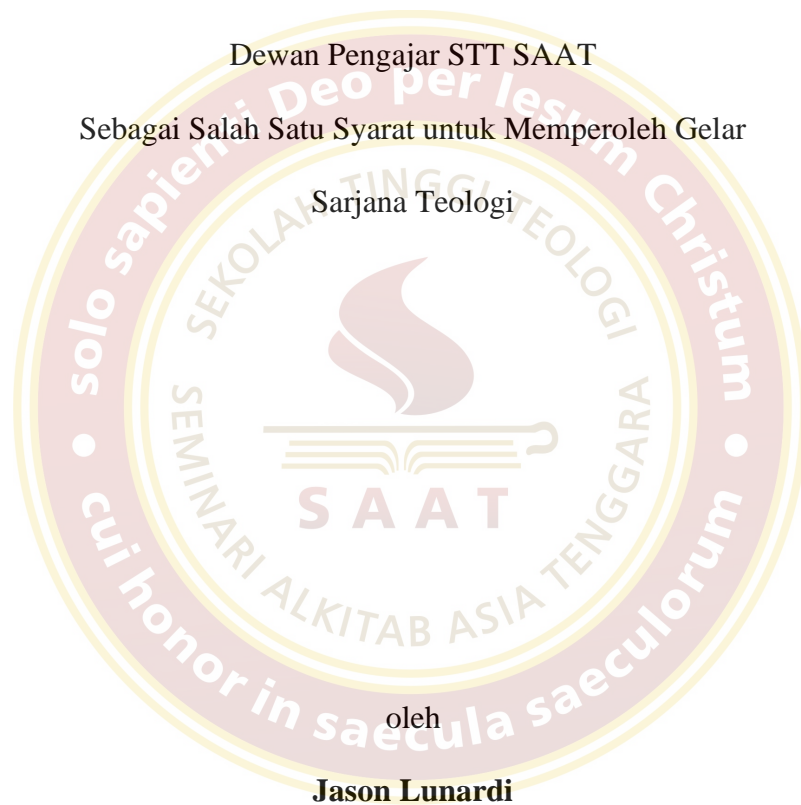 Dewan Pengajar STT SAAT
Sebagai Salah Satu Syarat untuk Memperoleh Gelar
Sarjana Teologi
solo sapienti Deo per Iesum Christum
SEKOLAH TINGGI TEOLOGI
SEMINARI ALKITAB ASIA TENGGARA
SAAT
cui honor in saecula saeculorum
oleh
Jason Lunardi